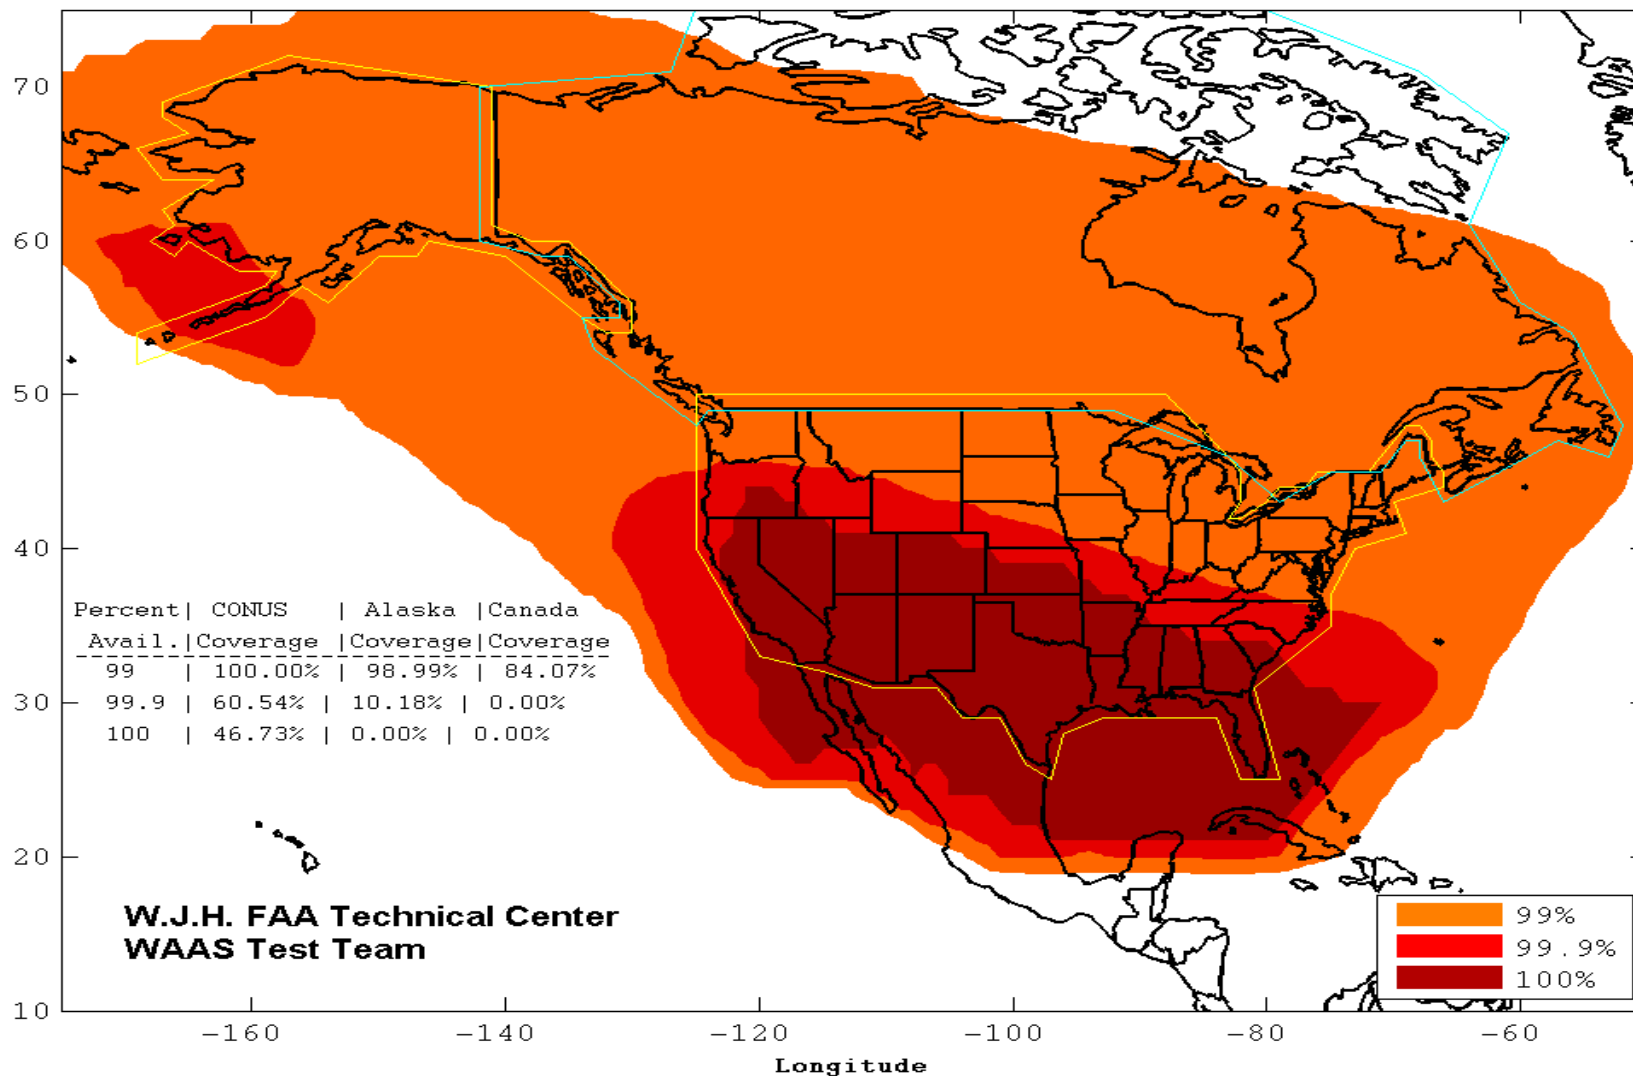 70
60
50
40
30
20
10
Percent| CONUS | Alaska |Canada
Avail.|Coverage |Coverage|Coverage
99 | 100.00% | 98.99% | 84.07%
99.9 | 60.54% | 10.18% | 0.00%
100 | 46.73% | 0.00% | 0.00%
W.J.H. FAA Technical Center
WAAS Test Team
99%
99.9%
100%
-160 -140 -120 -100 -80 -60
Longitude